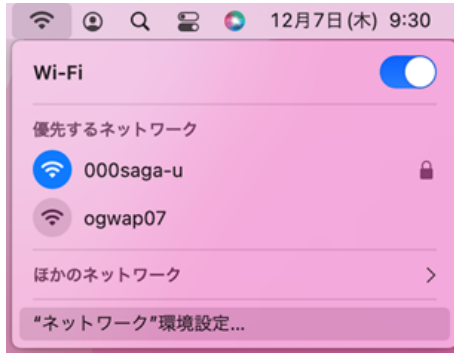 12月7日(木) 9:30
Wi-Fi
優先するネットワーク
000saga-u
ogwap07
ほかのネットワーク
“ネットワーク”環境設定...